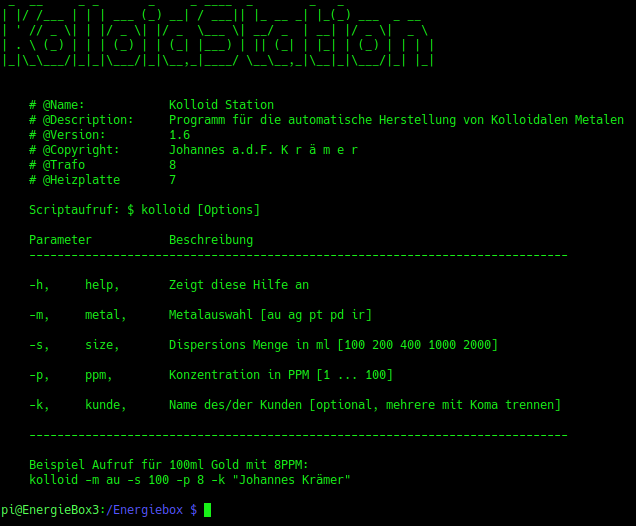 # @Name: Kolloid Station
# @Description: Programm für die automatische Herstellung von Kolloidalen Metalen
# @Version: 1.6
# @Copyright: Johannes a.d.F. K r ä m e r
# @Trafo 8
# @Heizplatte 7
Scriptaufruf: $ kolloid [Options]
Parameter Beschreibung
--------------------------------------------------------------------------------
-h, help, Zeigt diese Hilfe an
-m, metal, Metalauswahl [au ag pt pd ir]
-s, size, Dispersions Menge in ml [100 200 400 1000 2000]
-p, ppm, Konzentration in PPM [1 ... 100]
-k, kunde, Name des/der Kunden [optional, mehrere mit Koma trennen]
--------------------------------------------------------------------------------
Beispiel Aufruf für 100ml Gold mit 8PPM:
kolloid -m au -s 100 -p 8 -k "Johannes Krämer"
pi@EnergieBox3:/Energiebox $